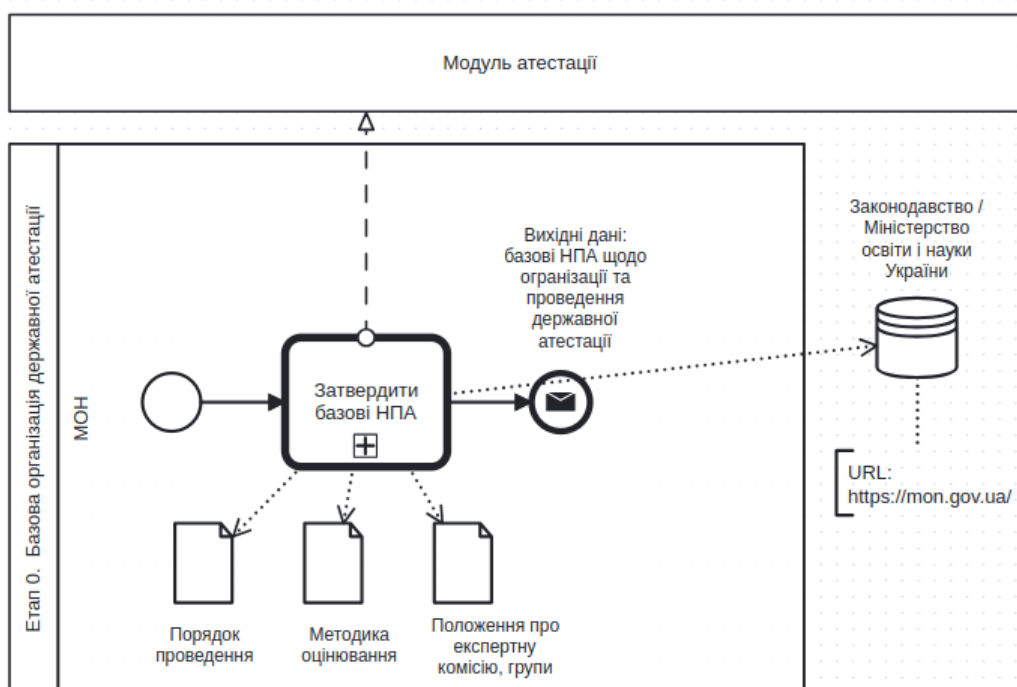 Модуль атестації
Етап 0.  Базова організація державної атестації
МОН
Вихідні дані:
базові НПА щодо
огранізації та
проведення
державної
атестації
Затвердити
базові НПА
Порядок
проведення
Методика
оцінювання
Положення про
експертну
комісію, групи
Законодавство /
Міністерство
освіти і науки
України
URL:
https://mon.gov.ua/